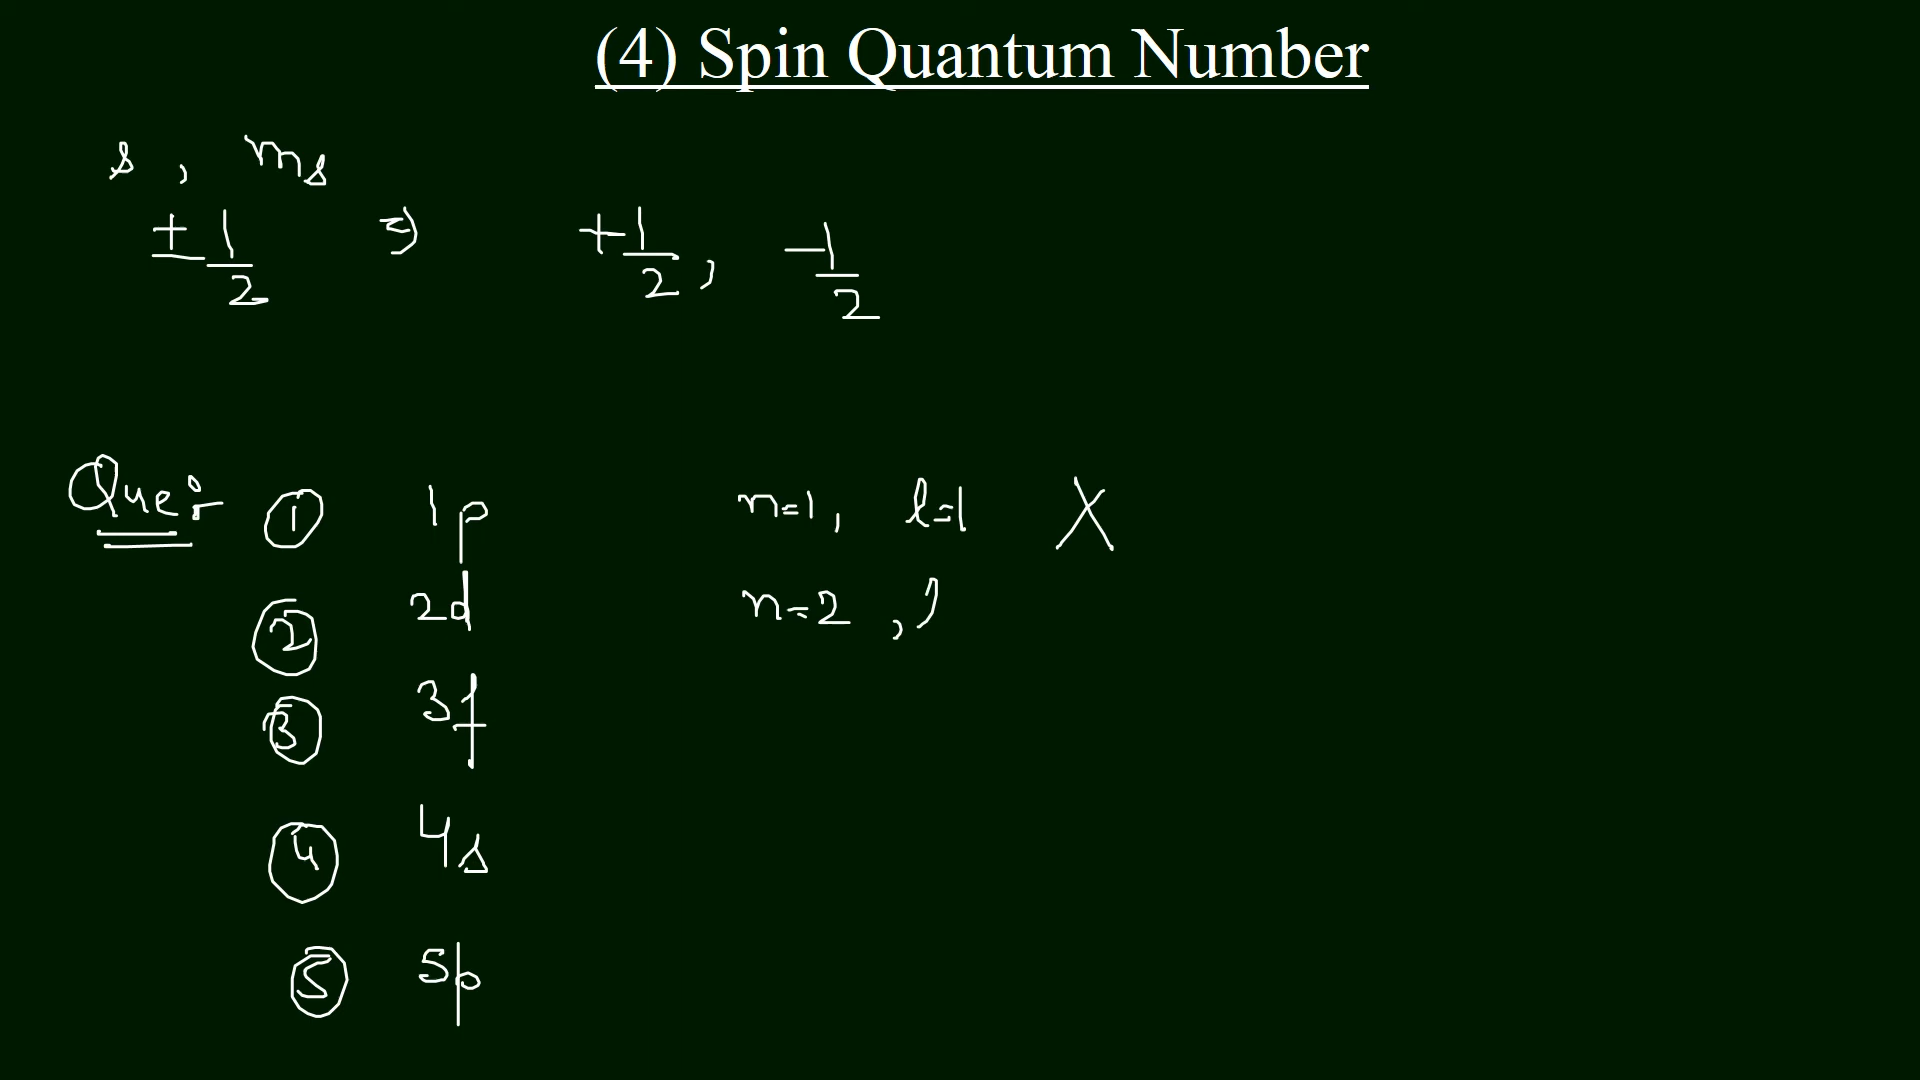 (4) Spin Quantum Number
s, ms
±1/2 ⇒ +1/2, -1/2
Que:- ① 1p n=1, l=1 X
② 2d n=2,
③ 3f
④ 4s
⑤ 5p